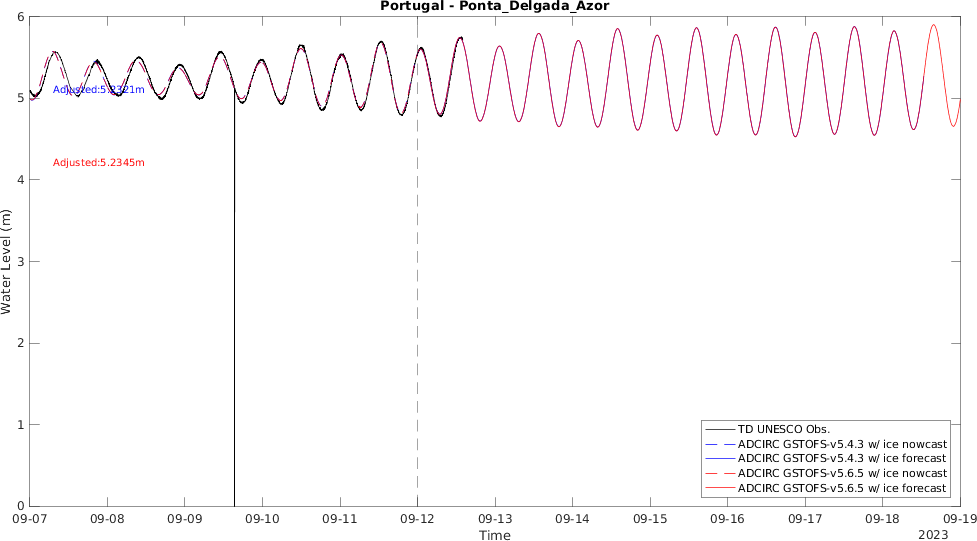 Portugal - Ponta_Delgada_Azor
Water Level (m)
6
5
4
3
2
1
0
Adjusted:5.2321m
Adjusted:5.2345m
TD UNESCO Obs.
ADCIRC GSTOFS-v5.4.3 w/ ice nowcast
ADCIRC GSTOFS-v5.4.3 w/ ice forecast
ADCIRC GSTOFS-v5.6.5 w/ ice nowcast
ADCIRC GSTOFS-v5.6.5 w/ ice forecast
09-07 09-08 09-09 09-10 09-11 09-12 09-13 09-14 09-15 09-16 09-17 09-18 09-19
Time
2023